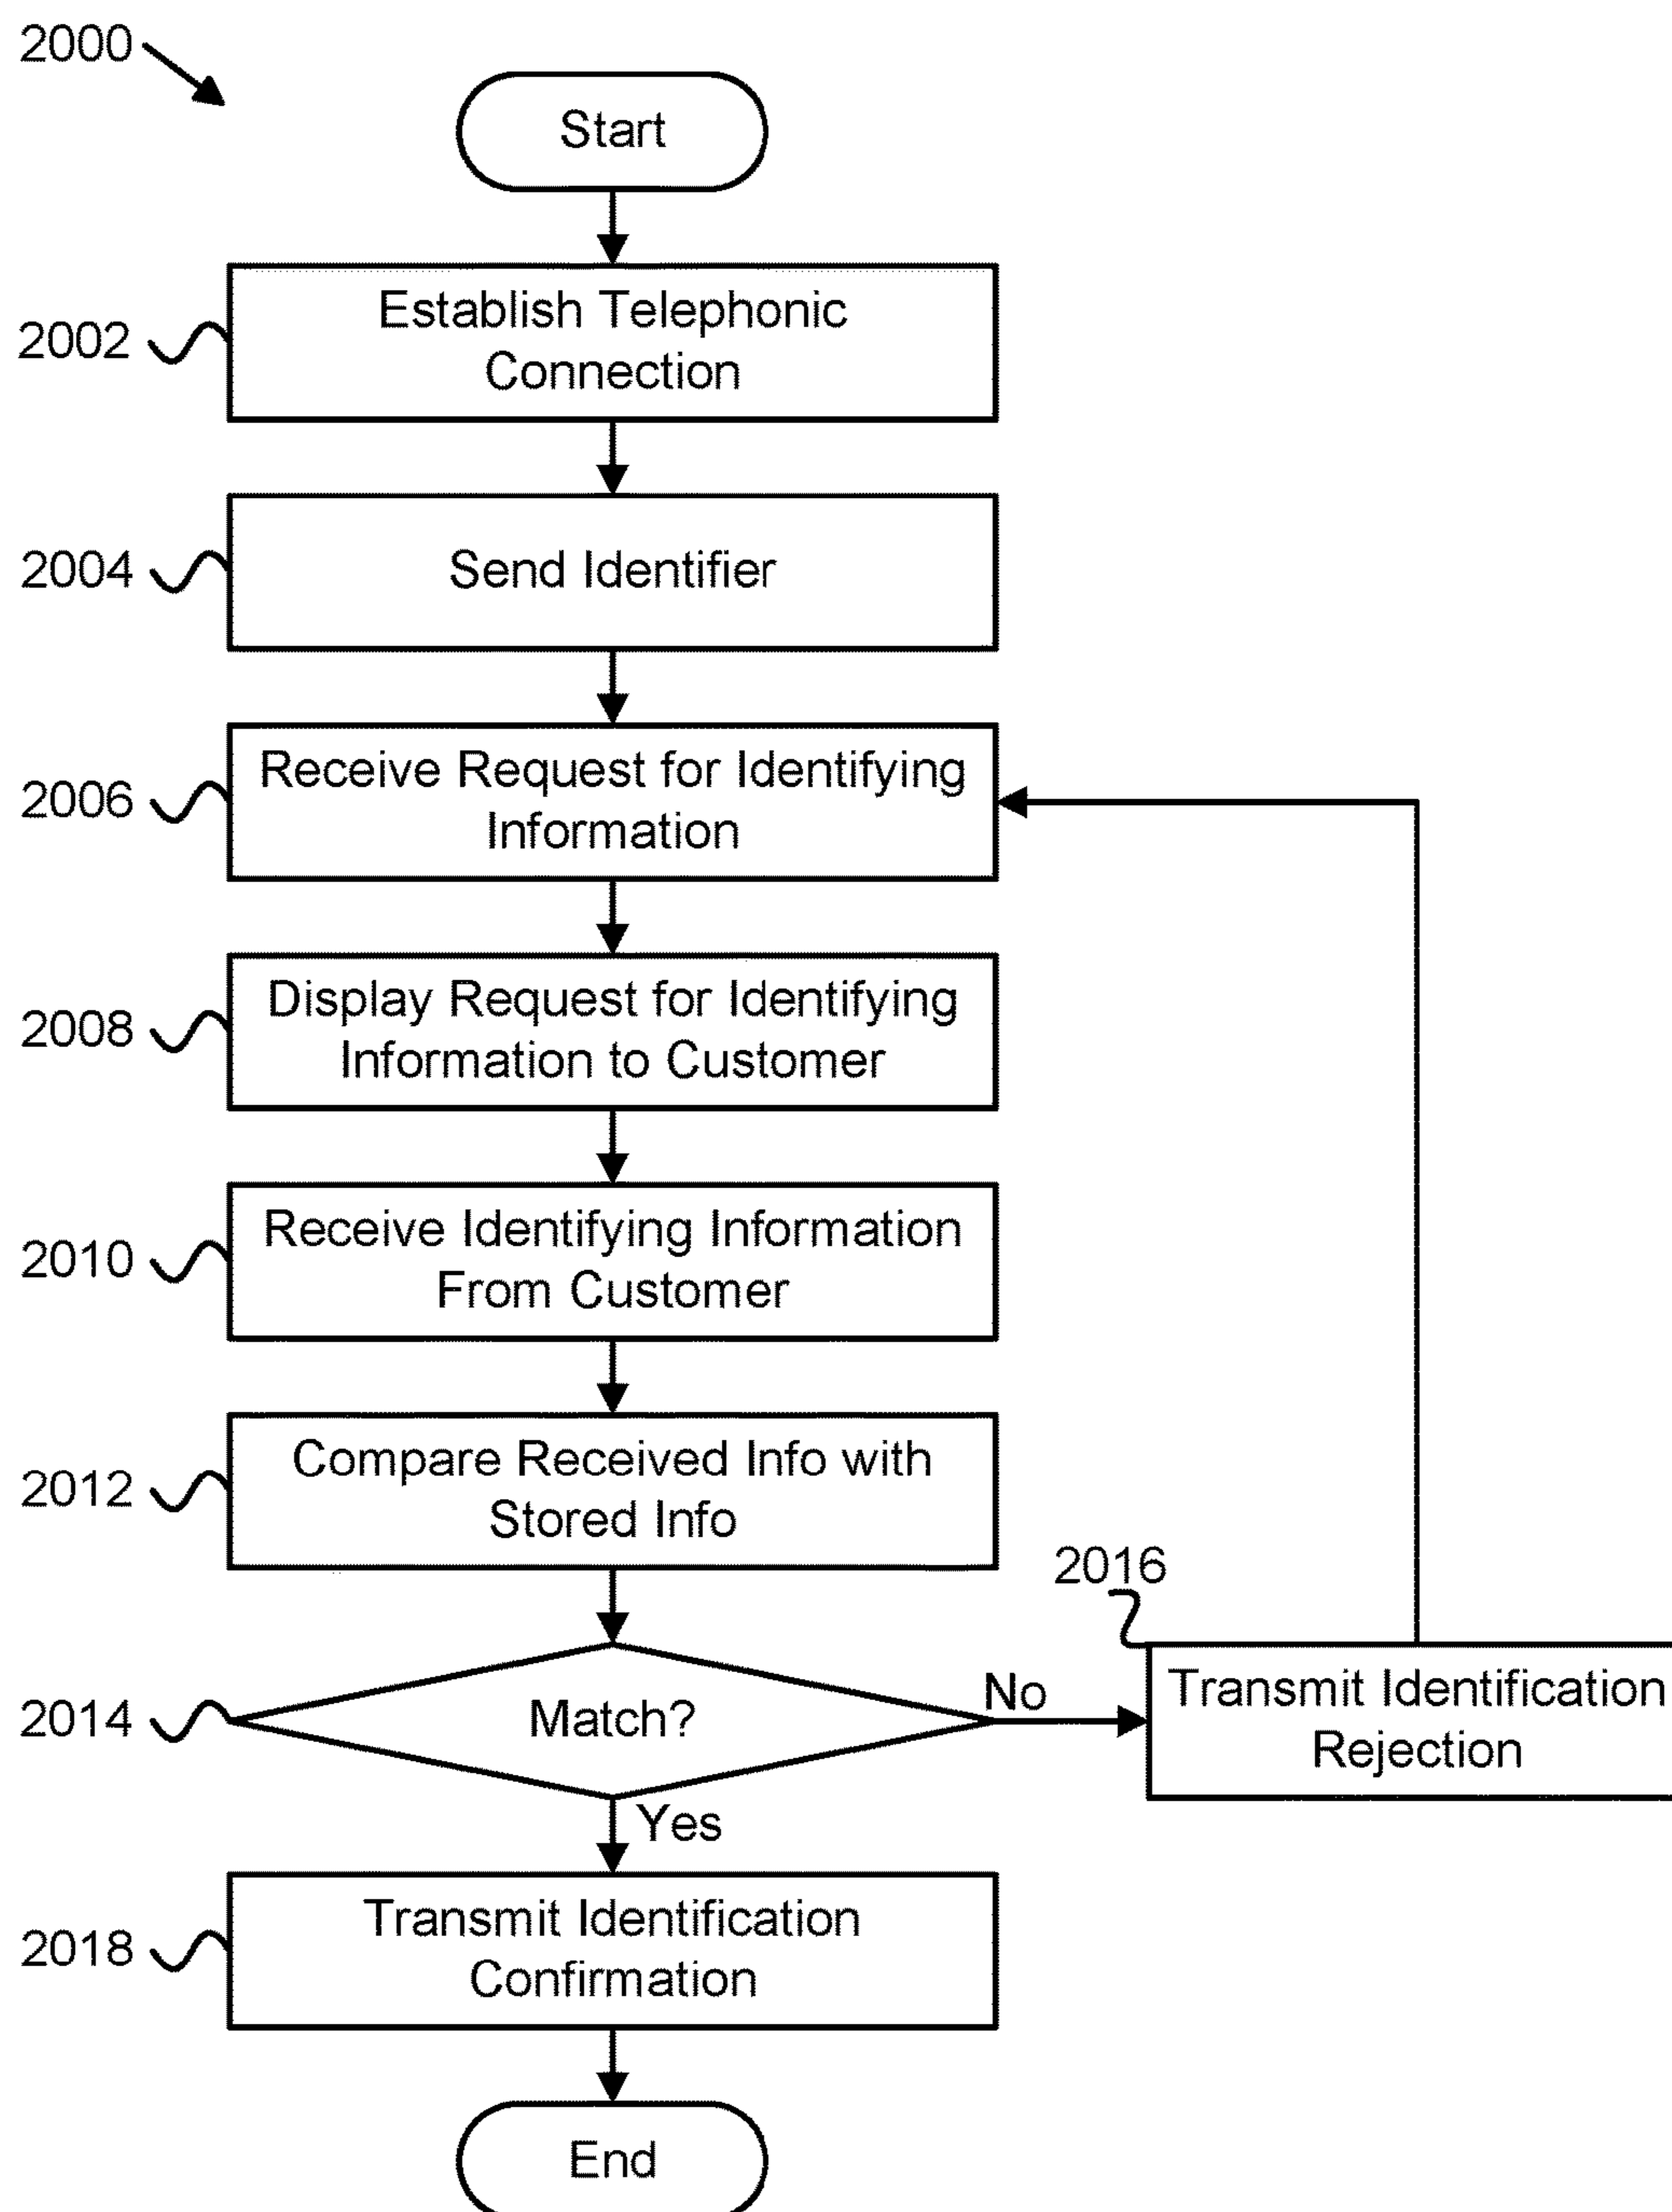 2000
Start
2002
Establish Telephonic
Connection
2004
Send Identifier
2006
Receive Request for Identifying
Information
2008
Display Request for Identifying
Information to Customer
2010
Receive Identifying Information
From Customer
2012
Compare Received Info with
Stored Info
2014
Match?
No
2016
Transmit Identification
Rejection
Yes
2018
Transmit Identification
Confirmation
End